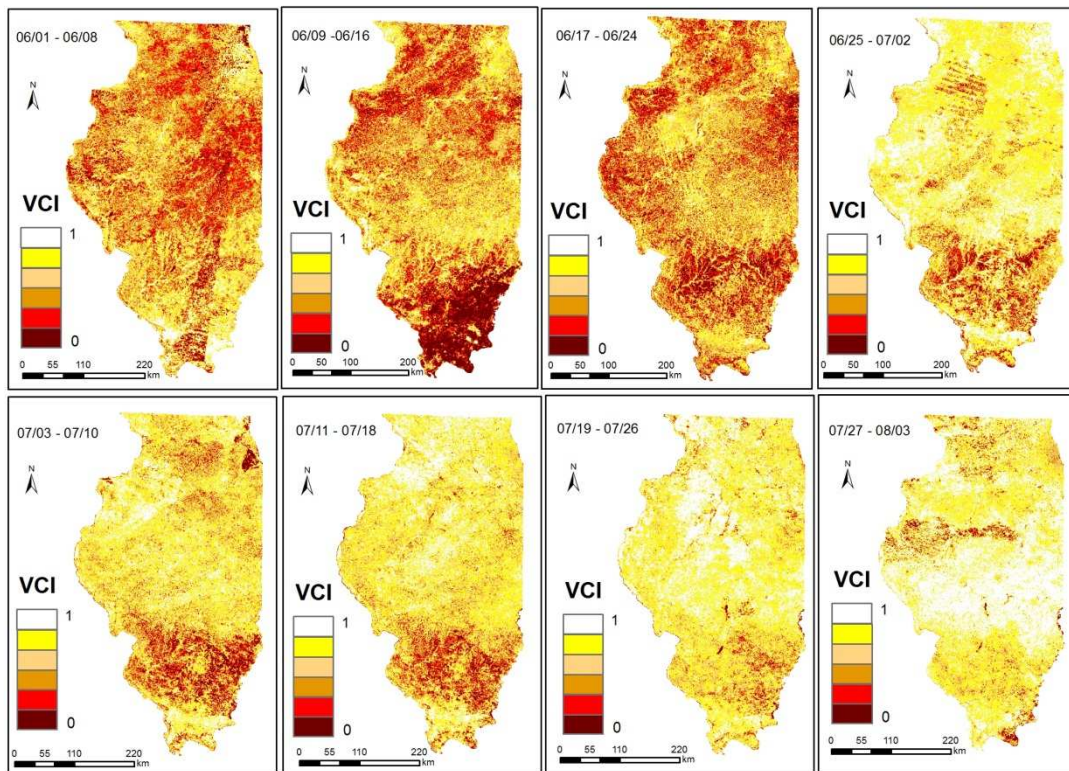 06/01 - 06/08
N
VCI
1
0
0 55 110 220
km
06/09 -06/16
N
VCI
1
0
0 50 100 200
km
06/17 - 06/24
N
VCI
1
0
0 50 100 200
km
06/25 - 07/02
N
VCI
1
0
0 50 100 200
km
07/03 - 07/10
N
VCI
1
0
0 55 110 220
km
07/11 - 07/18
N
VCI
1
0
0 55 110 220
km
07/19 - 07/26
N
VCI
1
0
0 55 110 220
km
07/27 - 08/03
N
VCI
1
0
0 55 110 220
km